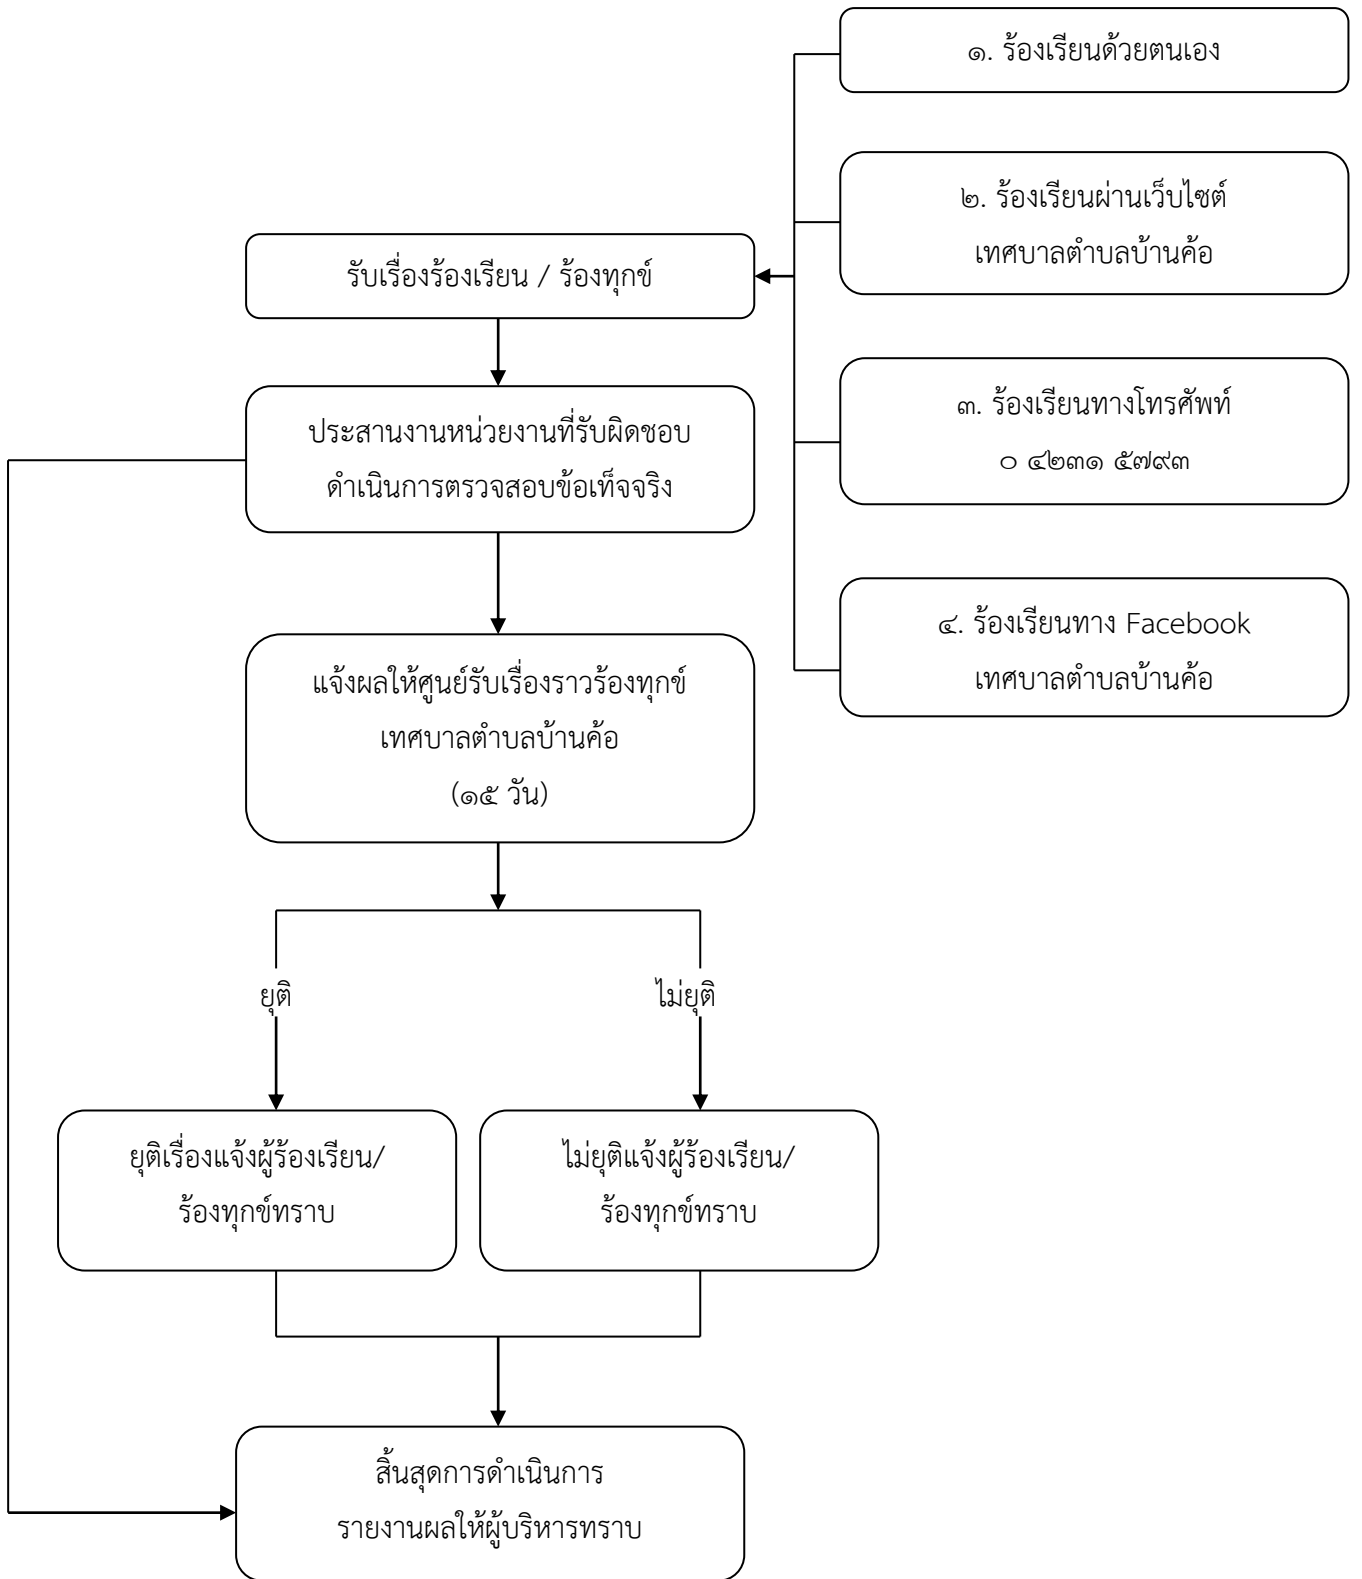 ๑. ร้องเรียนด้วยตนเอง
๒. ร้องเรียนผ่านเว็บไซต์
เทศบาลตำบลบ้านค้อ
รับเรื่องร้องเรียน / ร้องทุกข์
๓. ร้องเรียนทางโทรศัพท์
๐ ๔๒๓๑ ๕๗๙๓
ประสานงานหน่วยงานที่รับผิดชอบ
ดำเนินการตรวจสอบข้อเท็จจริง
๔. ร้องเรียนทาง Facebook
เทศบาลตำบลบ้านค้อ
แจ้งผลให้ศูนย์รับเรื่องราวร้องทุกข์
เทศบาลตำบลบ้านค้อ
(๑๕ วัน)
ยุติ
ไม่ยุติ
ยุติเรื่องแจ้งผู้ร้องเรียน/
ร้องทุกข์ทราบ
ไม่ยุติแจ้งผู้ร้องเรียน/
ร้องทุกข์ทราบ
สิ้นสุดการดำเนินการ
รายงานผลให้ผู้บริหารทราบ